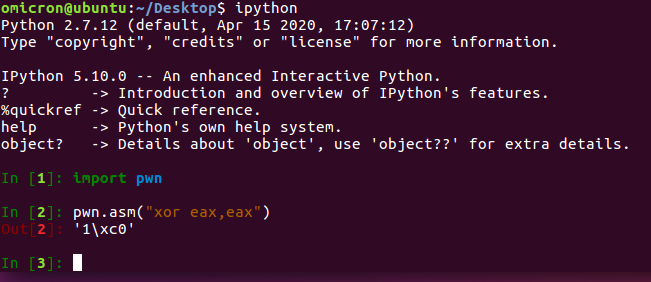 omicron@ubuntu:~/Desktop$ ipython
Python 2.7.12 (default, Apr 15 2020, 17:07:12)
Type "copyright", "credits" or "license" for more information.

IPython 5.10.0 -- An enhanced Interactive Python.
?         -> Introduction and overview of IPython's features.
%quickref -> Quick reference.
help      -> Python's own help system.
object?   -> Details about 'object', use 'object??' for extra details.

In [1]: import pwn

In [2]: pwn.asm("xor eax,eax")
Out[2]: '1\xc0'

In [3]: